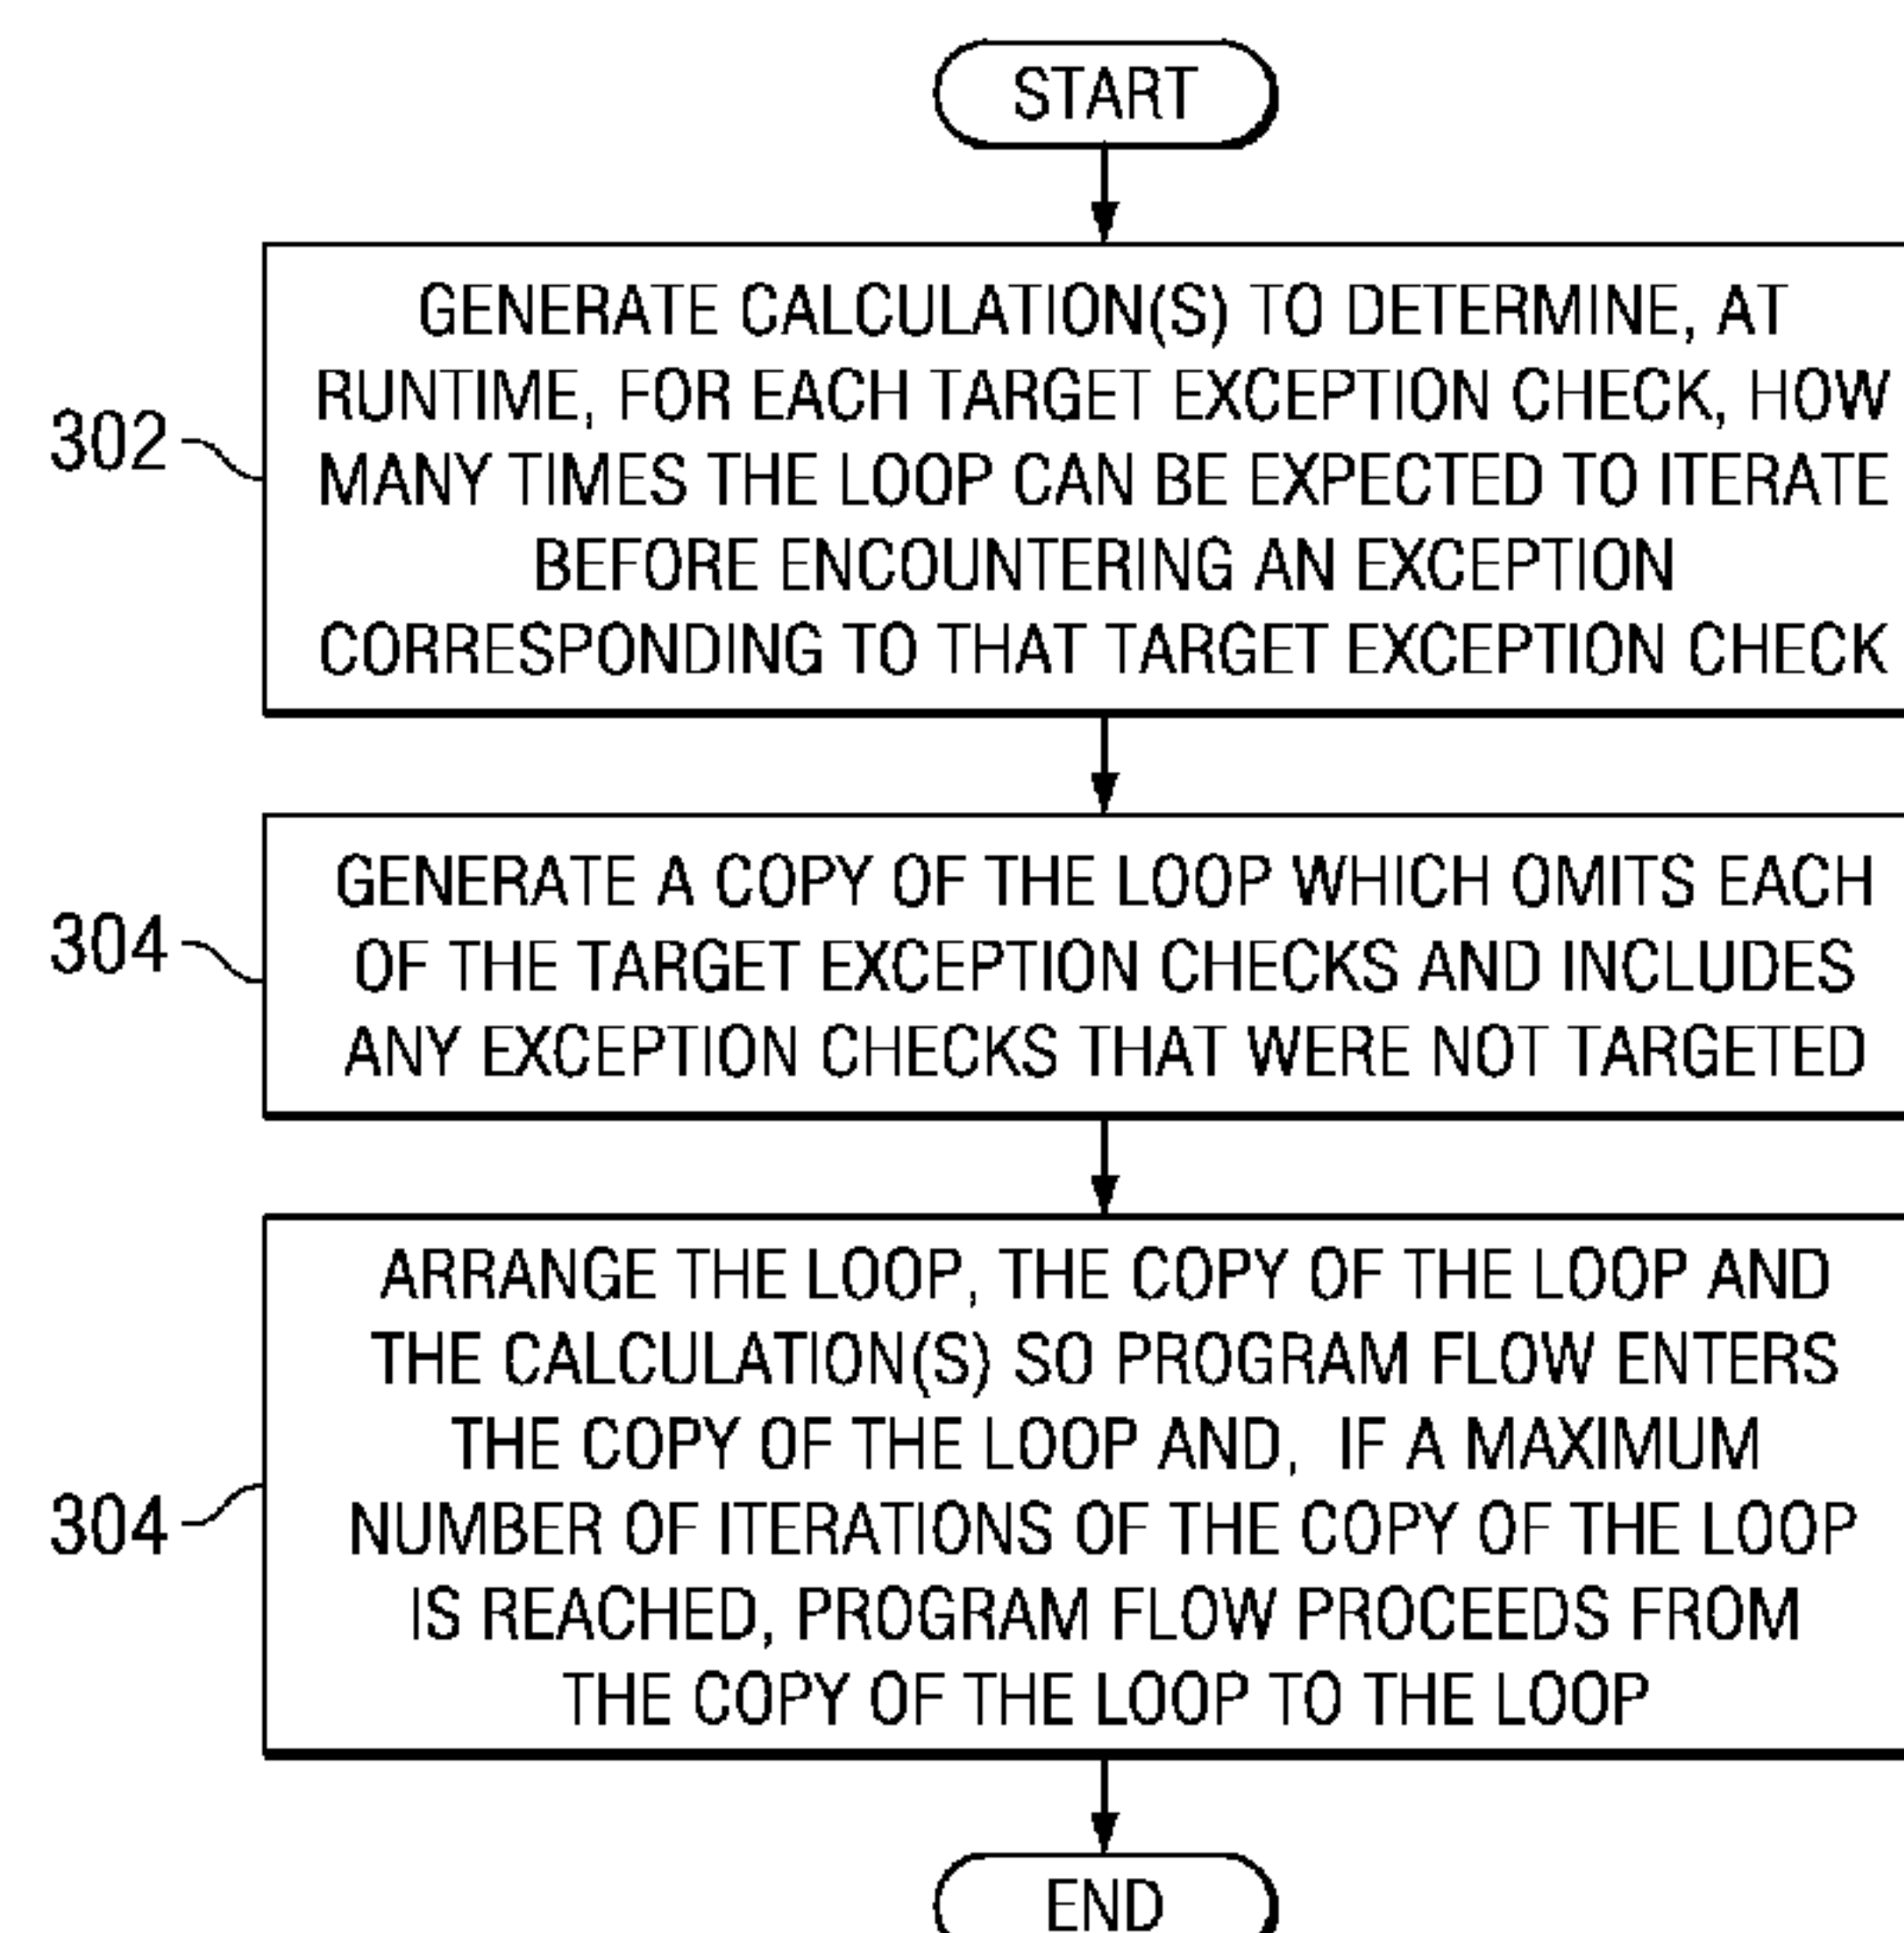 START
GENERATE CALCULATION(S) TO DETERMINE, AT
RUNTIME, FOR EACH TARGET EXCEPTION CHECK, HOW
302
MANY TIMES THE LOOP CAN BE EXPECTED TO ITERATE
BEFORE ENCOUNTERING AN EXCEPTION
CORRESPONDING TO THAT TARGET EXCEPTION CHECK
GENERATE A COPY OF THE LOOP WHICH OMITS EACH
304
OF THE TARGET EXCEPTION CHECKS AND INCLUDES
ANY EXCEPTION CHECKS THAT WERE NOT TARGETED
ARRANGE THE LOOP, THE COPY OF THE LOOP AND
THE CALCULATION(S) SO PROGRAM FLOW ENTERS
THE COPY OF THE LOOP AND, IF A MAXIMUM
304
NUMBER OF ITERATIONS OF THE COPY OF THE LOOP
IS REACHED, PROGRAM FLOW PROCEEDS FROM
THE COPY OF THE LOOP TO THE LOOP
END